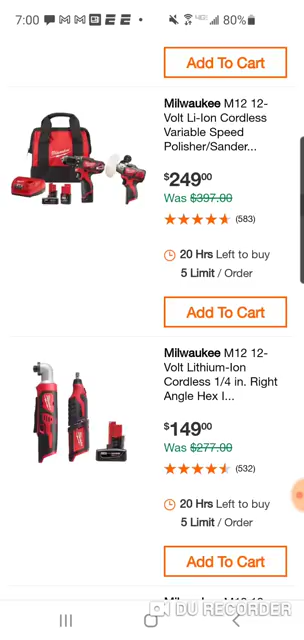 7:00
80%
Add To Cart
Milwaukee M12 12-
Volt Li-Ion Cordless
Variable Speed
Polisher/Sander...
$24900
Was $397.00
(583)
20 Hrs Left to buy
5 Limit / Order
Add To Cart
Milwaukee M12 12-
Volt Lithium-Ion
Cordless 1/4 in. Right
Angle Hex I...
$14900
Was $277.00
(532)
20 Hrs Left to buy
5 Limit / Order
Add To Cart
DU RECORDER